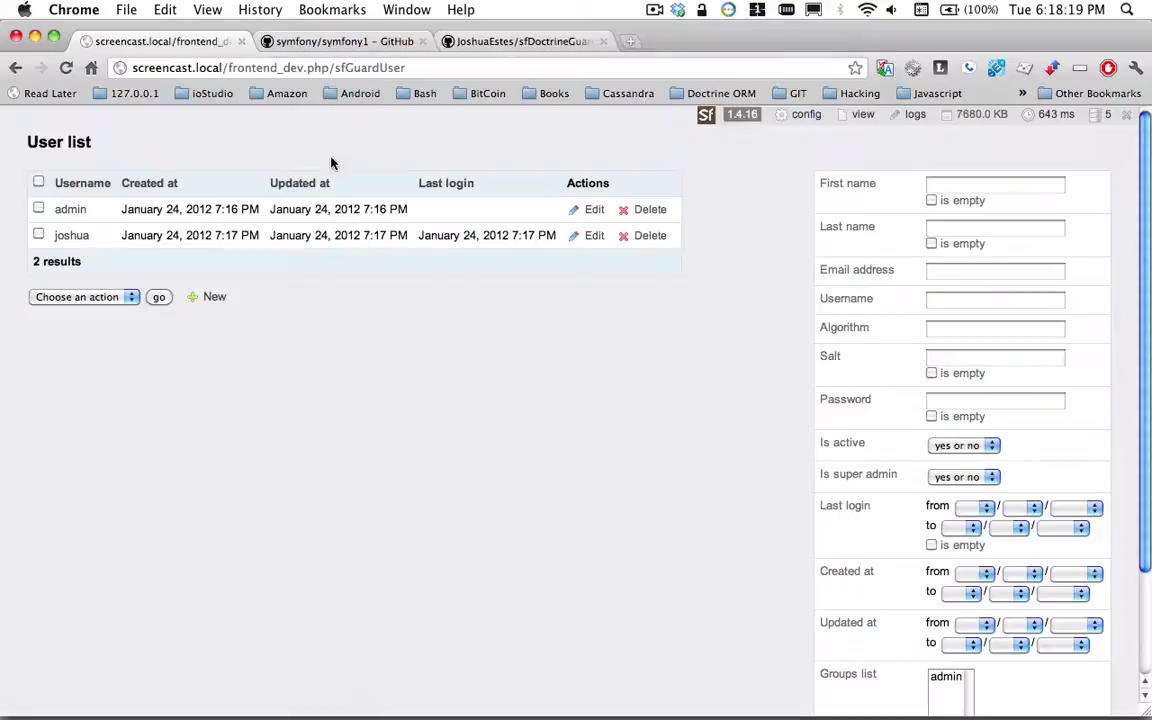 Chrome File Edit View History Bookmarks Window Help (100%) Tue 6:18:19 PM
screencast.local/frontend_d symfony/symfony1 – GitHub JoshuaEstes/sfDoctrineGua
screencast.local/frontend_dev.php/sfGuardUser
Read Later 127.0.0.1 ioStudio Amazon Android Bash BitCoin Books Cassandra Doctrine ORM GIT Hacking Javascript » Other Bookmarks
Sf 1.4.16 config view logs 7680.0 KB 643 ms 5
User list
Username Created at Updated at Last login Actions
admin January 24, 2012 7:16 PM January 24, 2012 7:16 PM Edit Delete
joshua January 24, 2012 7:17 PM January 24, 2012 7:17 PM January 24, 2012 7:17 PM Edit Delete
2 results
Choose an action go New
First name
is empty
Last name
is empty
Email address
Username
Algorithm
Salt
is empty
Password
is empty
Is active yes or no
Is super admin yes or no
Last login from / /
to / /
is empty
Created at from / /
to / /
Updated at from / /
to / /
Groups list admin